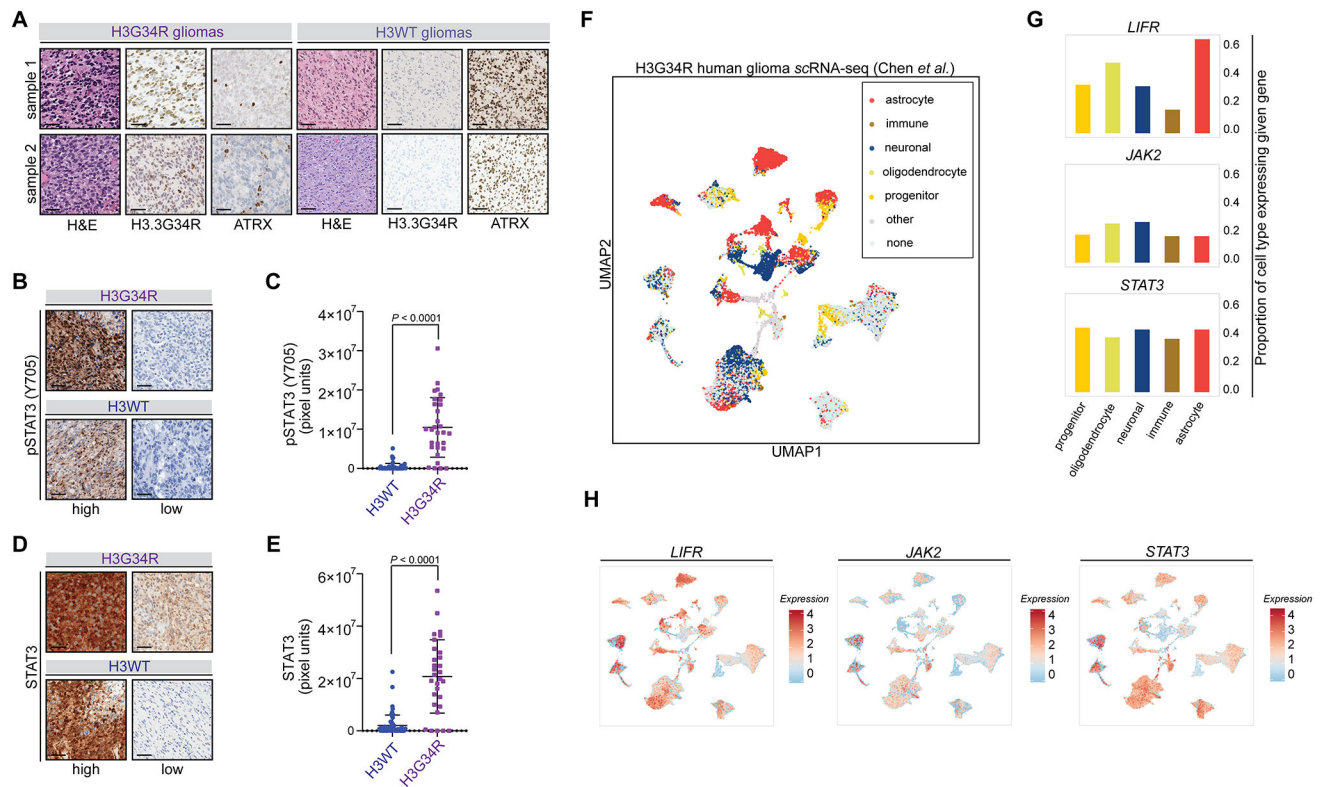 A
H3G34R gliomas
H3WT gliomas
sample 1
sample 2
H&E
H3.3G34R
ATRX
H&E
H3.3G34R
ATRX
B
H3G34R
H3WT
pSTAT3 (Y705)
high
low
C
P < 0.0001
pSTAT3 (Y705)
(pixel units)
4×10⁷
3×10⁷
2×10⁷
1×10⁷
0
H3WT
H3G34R
D
H3G34R
H3WT
STAT3
high
low
E
P < 0.0001
STAT3
(pixel units)
6×10⁷
4×10⁷
2×10⁷
0
H3WT
H3G34R
F
H3G34R human glioma scRNA-seq (Chen et al.)
astrocyte
immune
neuronal
oligodendrocyte
progenitor
other
none
UMAP2
UMAP1
G
LIFR
0.6
0.4
0.2
0.0
JAK2
0.6
0.4
0.2
0.0
STAT3
0.6
0.4
0.2
0.0
Proportion of cell type expressing given gene
progenitor
oligodendrocyte
neuronal
immune
astrocyte
H
LIFR
Expression
4
3
2
1
0
JAK2
Expression
4
3
2
1
0
STAT3
Expression
4
3
2
1
0